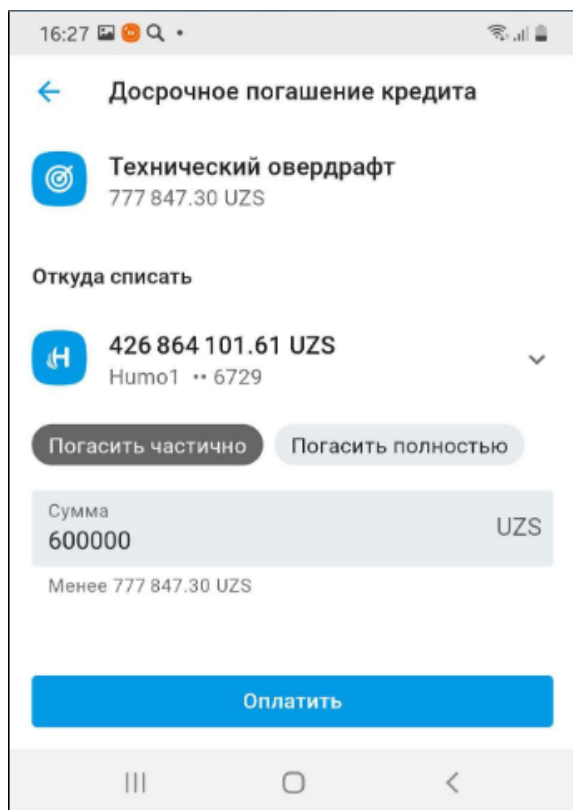 16:27
Досрочное погашение кредита
Технический овердрафт
777 847.30 UZS
Откуда списать
426 864 101.61 UZS
Humo1 •• 6729
Погасить частично Погасить полностью
Сумма
600000 UZS
Менее 777 847.30 UZS
Оплатить